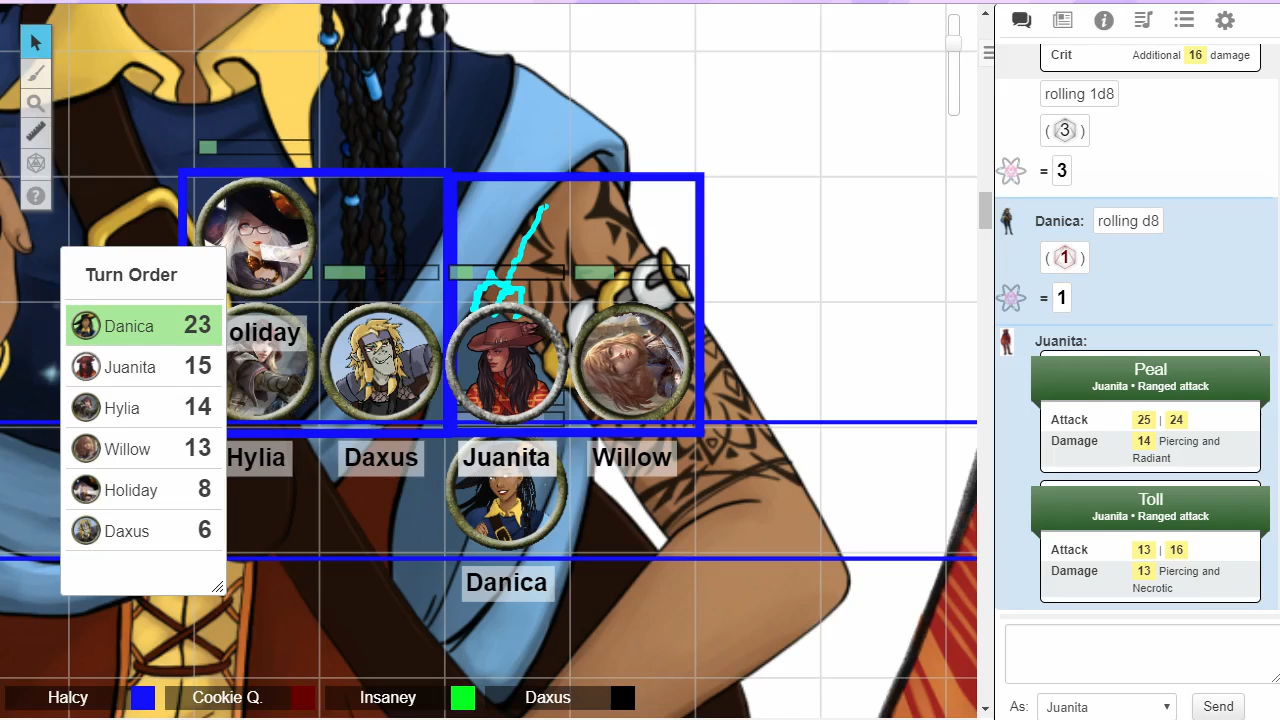 Crit Additional 16 damage
rolling 1d8
( 3 )
= 3
Danica: rolling d8
( 1 )
= 1
Juanita:
Peal
Juanita • Ranged attack
Attack 25 | 24
Damage 14 Piercing and
Radiant
Toll
Juanita • Ranged attack
Attack 13 | 16
Damage 13 Piercing and
Necrotic
As: Juanita Send
Turn Order
Danica 23
Juanita 15
Hylia 14
Willow 13
Holiday 8
Daxus 6
oliday
Hylia Daxus Juanita Willow
Danica
Halcy Cookie Q. Insaney Daxus